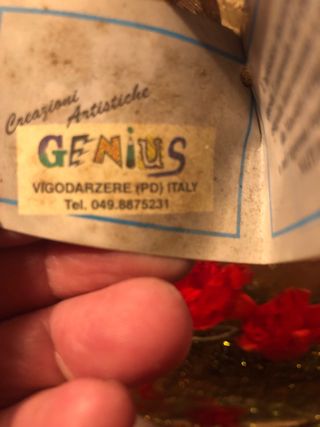 Creazioni
Artistiche
GENIUS
VIGODARZERE (PD) ITALY
Tel. 049.8875231